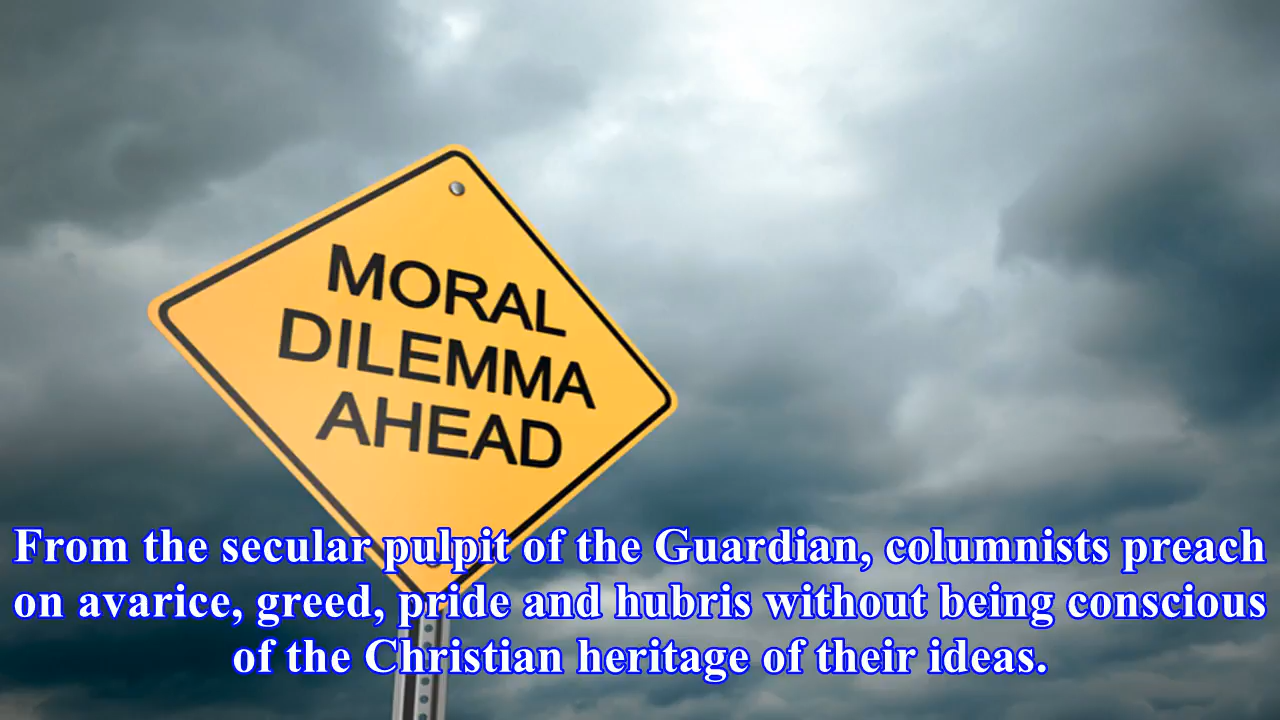 MORAL
DILEMMA
AHEAD
From the secular pulpit of the Guardian, columnists preach
on avarice, greed, pride and hubris without being conscious
of the Christian heritage of their ideas.